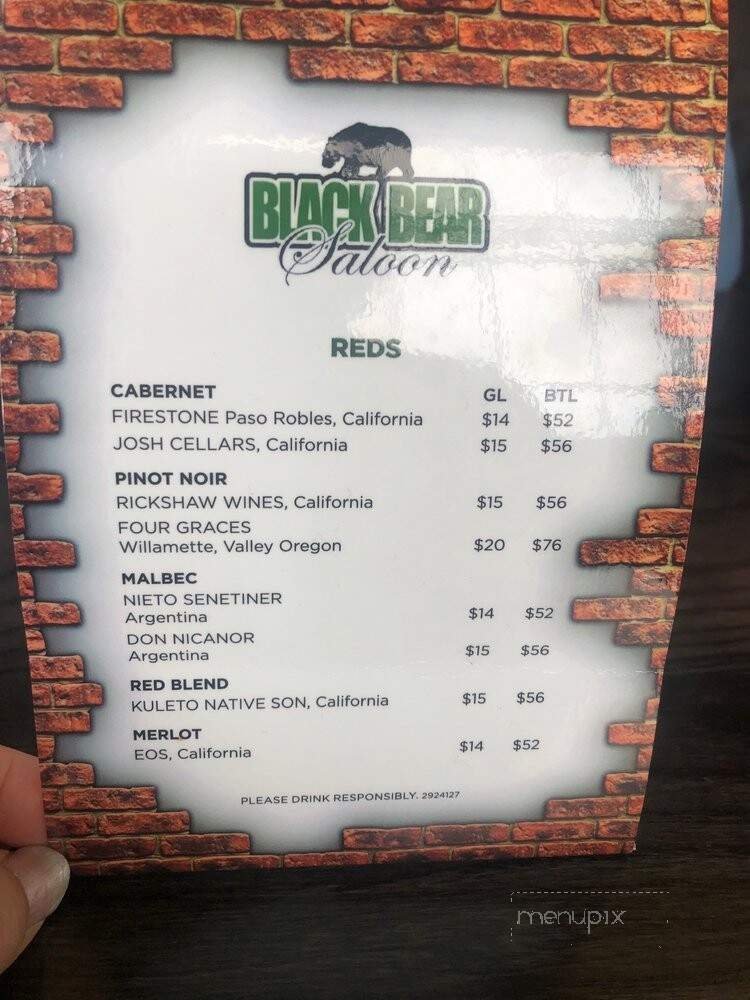 BLACK BEAR
Saloon
REDS
CABERNET GL BTL
FIRESTONE Paso Robles, California $14 $52
JOSH CELLARS, California $15 $56
PINOT NOIR
RICKSHAW WINES, California $15 $56
FOUR GRACES
Willamette, Valley Oregon $20 $76
MALBEC
NIETO SENETINER
Argentina $14 $52
DON NICANOR
Argentina $15 $56
RED BLEND
KULETO NATIVE SON, California $15 $56
MERLOT
EOS, California $14 $52
PLEASE DRINK RESPONSIBLY. 2924127
menupix